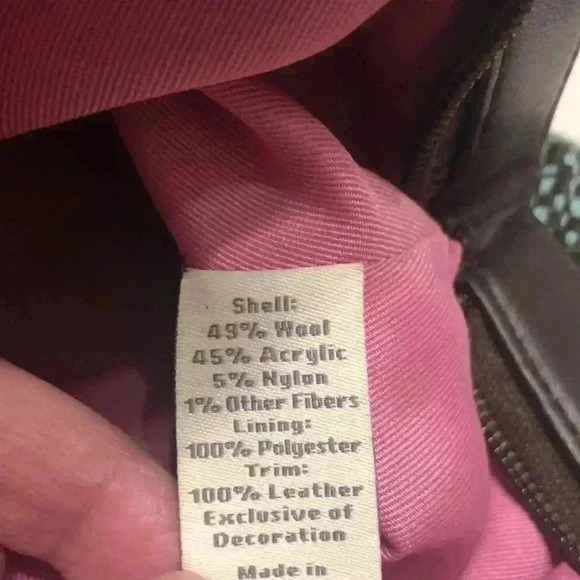 Shell:
49% Wool
45% Acrylic
5% Nylon
1% Other Fibers
Lining:
100% Polyester
Trim:
100% Leather
Exclusive of
Decoration
Made in